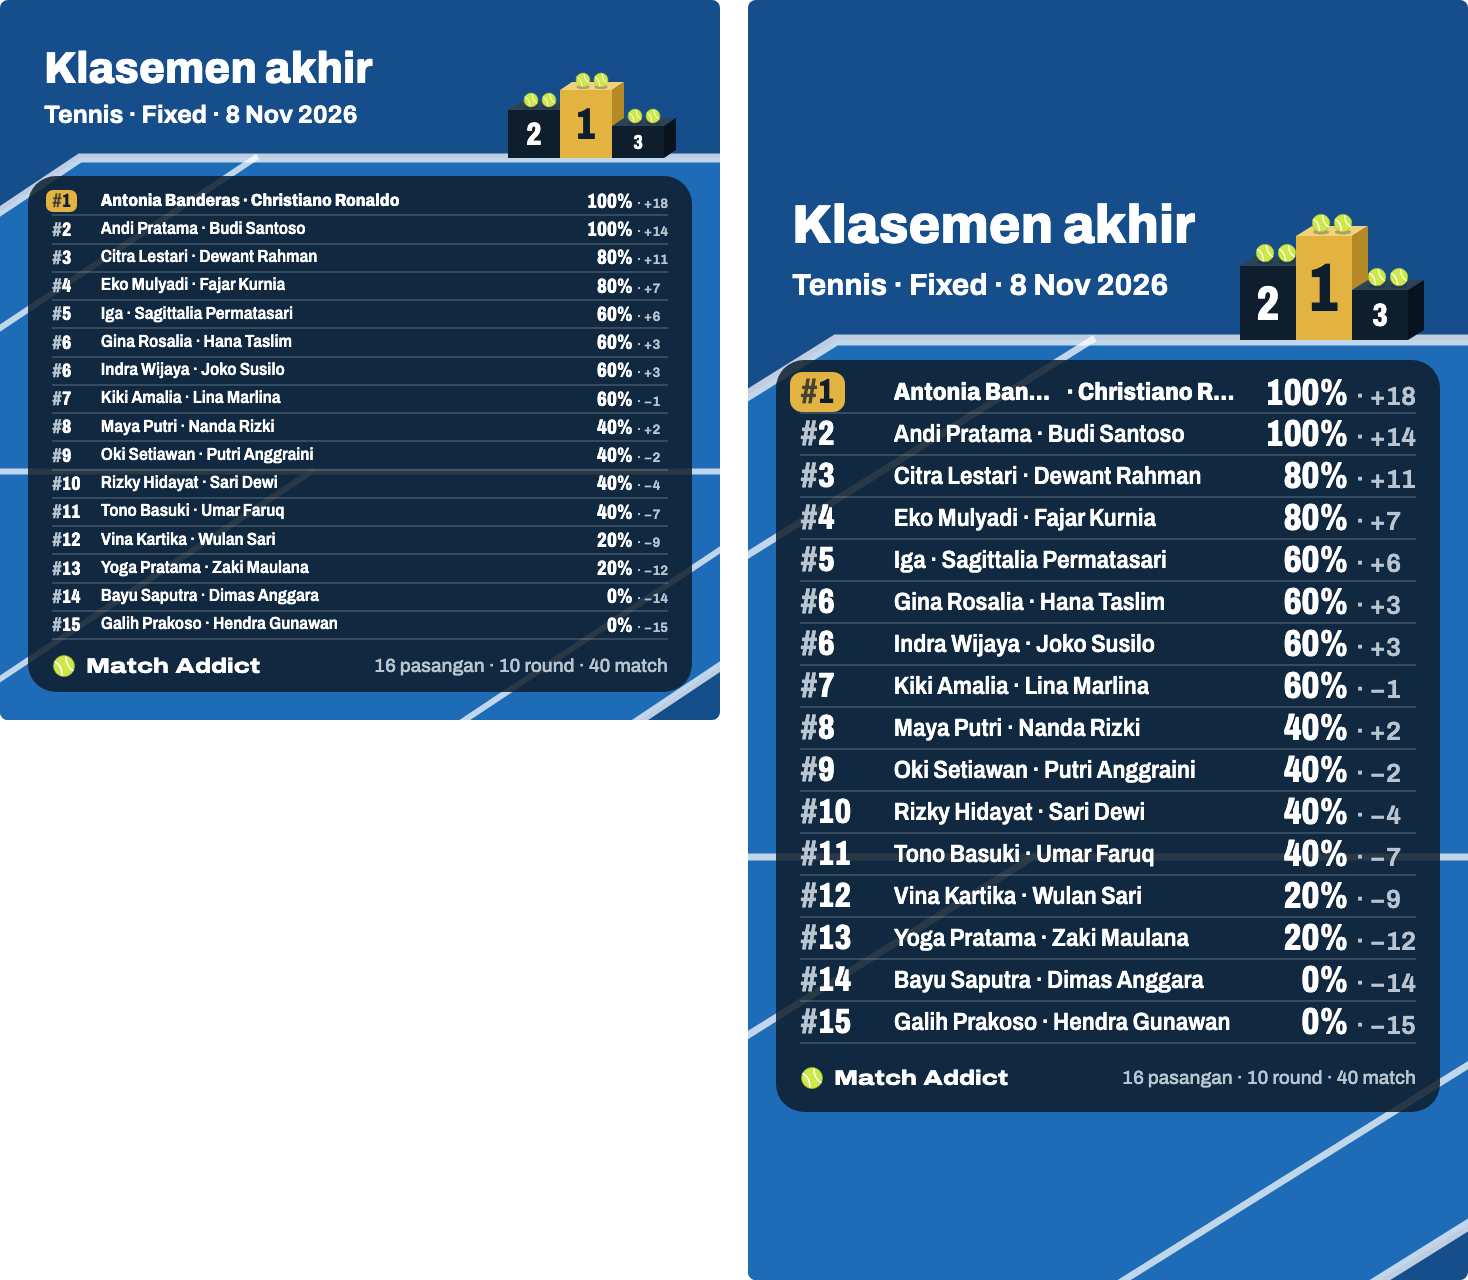 Klasemen akhir
Tennis · Fixed · 8 Nov 2026
2 1 3
#1 Antonia Banderas · Christiano Ronaldo 100% · +18
#2 Andi Pratama · Budi Santoso 100% · +14
#3 Citra Lestari · Dewant Rahman 80% · +11
#4 Eko Mulyadi · Fajar Kurnia 80% · +7
#5 Iga · Sagittalia Permatasari 60% · +6
#6 Gina Rosalia · Hana Taslim 60% · +3
#6 Indra Wijaya · Joko Susilo 60% · +3
#7 Kiki Amalia · Lina Marlina 60% · −1
#8 Maya Putri · Nanda Rizki 40% · +2
#9 Oki Setiawan · Putri Anggraini 40% · −2
#10 Rizky Hidayat · Sari Dewi 40% · −4
#11 Tono Basuki · Umar Faruq 40% · −7
#12 Vina Kartika · Wulan Sari 20% · −9
#13 Yoga Pratama · Zaki Maulana 20% · −12
#14 Bayu Saputra · Dimas Anggara 0% · −14
#15 Galih Prakoso · Hendra Gunawan 0% · −15
Match Addict 16 pasangan · 10 round · 40 match
Klasemen akhir
Tennis · Fixed · 8 Nov 2026
2 1 3
#1 Antonia Ban... · Christiano R... 100% · +18
#2 Andi Pratama · Budi Santoso 100% · +14
#3 Citra Lestari · Dewant Rahman 80% · +11
#4 Eko Mulyadi · Fajar Kurnia 80% · +7
#5 Iga · Sagittalia Permatasari 60% · +6
#6 Gina Rosalia · Hana Taslim 60% · +3
#6 Indra Wijaya · Joko Susilo 60% · +3
#7 Kiki Amalia · Lina Marlina 60% · −1
#8 Maya Putri · Nanda Rizki 40% · +2
#9 Oki Setiawan · Putri Anggraini 40% · −2
#10 Rizky Hidayat · Sari Dewi 40% · −4
#11 Tono Basuki · Umar Faruq 40% · −7
#12 Vina Kartika · Wulan Sari 20% · −9
#13 Yoga Pratama · Zaki Maulana 20% · −12
#14 Bayu Saputra · Dimas Anggara 0% · −14
#15 Galih Prakoso · Hendra Gunawan 0% · −15
Match Addict 16 pasangan · 10 round · 40 match